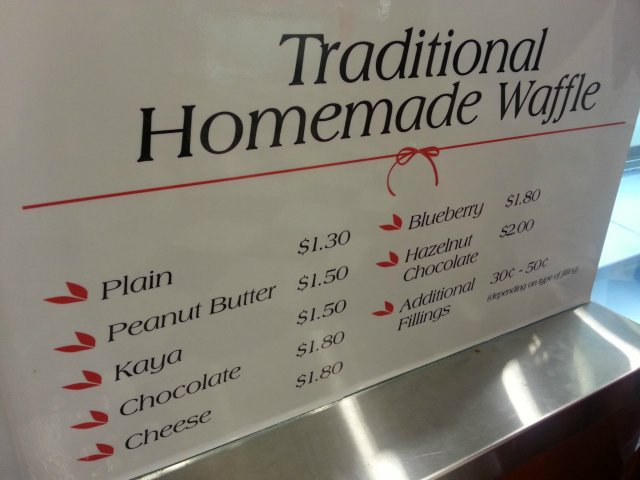 Traditional
Homemade Waffle
Plain $1.30
Peanut Butter $1.50
Kaya $1.50
Chocolate $1.80
Cheese $1.80
Blueberry $1.80
Hazelnut $2.00
Chocolate
Additional 30¢ - 50¢
Fillings (depending on type of filling)